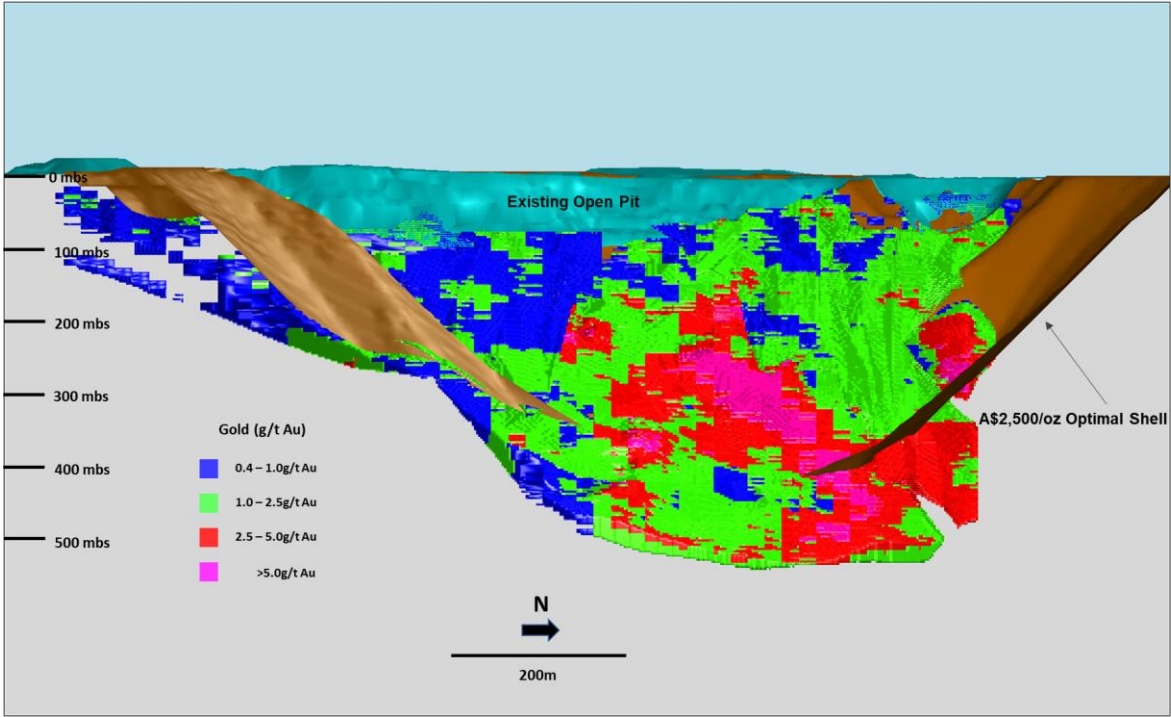 0 mbs
Existing Open Pit
100 mbs
200 mbs
300 mbs
A$2,500/oz Optimal Shell
Gold (g/t Au)
400 mbs
0.4 – 1.0g/t Au
1.0 – 2.5g/t Au
2.5 – 5.0g/t Au
500 mbs
>5.0g/t Au
N
200m